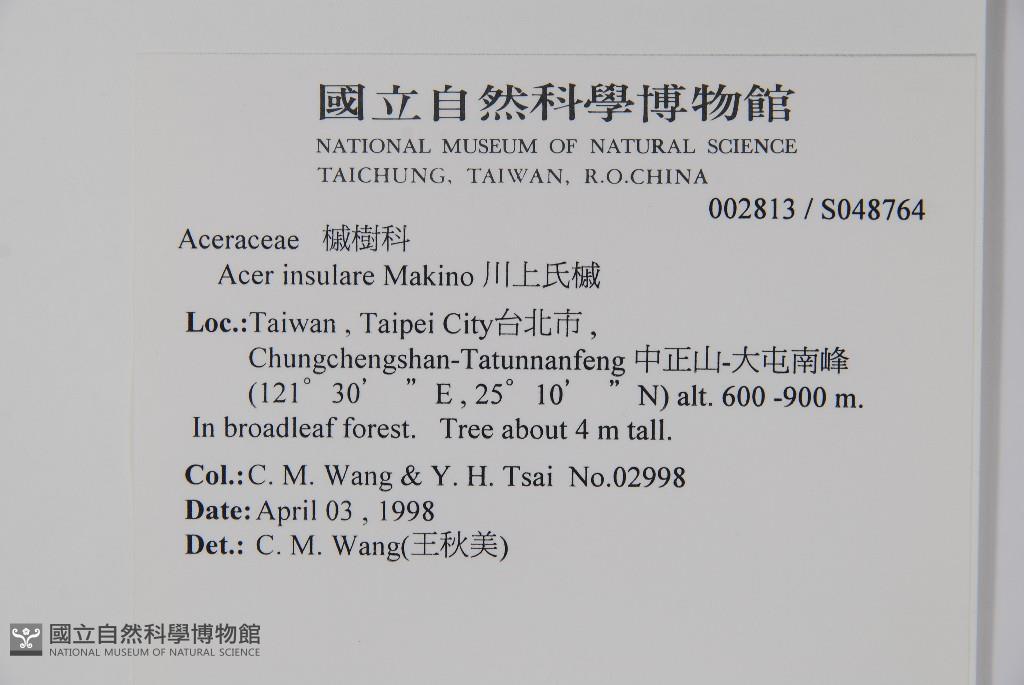 國立自然科學博物館
NATIONAL MUSEUM OF NATURAL SCIENCE
TAICHUNG, TAIWAN, R.O.CHINA
002813 / S048764
Aceraceae 槭樹科
Acer insulare Makino 川上氏槭
Loc.:Taiwan , Taipei City台北市 ,
Chungchengshan-Tatunnanfeng 中正山-大屯南峰
(121° 30’ ” E , 25° 10’ ” N) alt. 600 -900 m.
In broadleaf forest. Tree about 4 m tall.
Col.: C. M. Wang & Y. H. Tsai No.02998
Date: April 03 , 1998
Det.: C. M. Wang(王秋美)
國立自然科學博物館
NATIONAL MUSEUM OF NATURAL SCIENCE